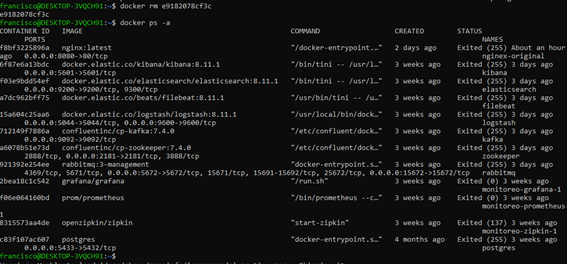 francisco@DESKTOP-3VQCH91:~$ docker rm e9182078cf3c
e9182078cf3c
francisco@DESKTOP-3VQCH91:~$ docker ps -a
CONTAINER ID IMAGE COMMAND CREATED STATUS
PORTS NAMES
f8bf3225896a nginx:latest "/docker-entrypoint.…" 2 days ago Exited (255) About an hour
ago 0.0.0.0:8080->80/tcp nginex-original
6f87e6a13bdc docker.elastic.co/kibana/kibana:8.11.1 "/bin/tini -- /usr/l…" 3 weeks ago Exited (255) 3 days ago
0.0.0.0:5601->5601/tcp kibana
f03e9bdd54ef docker.elastic.co/elasticsearch/elasticsearch:8.11.1 "/bin/tini -- /usr/l…" 3 weeks ago Exited (255) 3 days ago
0.0.0.0:9200->9200/tcp, 9300/tcp elasticsearch
a7dc962bff75 docker.elastic.co/beats/filebeat:8.11.1 "/usr/bin/tini -- /u…" 3 weeks ago Exited (255) 3 days ago
filebeat
15a604c25aa6 docker.elastic.co/logstash/logstash:8.11.1 "/usr/local/bin/dock…" 3 weeks ago Exited (255) 3 days ago
0.0.0.0:5044->5044/tcp, 0.0.0.0:9600->9600/tcp logstash
712149f7886a confluentinc/cp-kafka:7.4.0 "/etc/confluent/dock…" 3 weeks ago Exited (255) 3 days ago
0.0.0.0:9092->9092/tcp kafka
a6078b51e73d confluentinc/cp-zookeeper:7.4.0 "/etc/confluent/dock…" 3 weeks ago Exited (255) 3 days ago
2888/tcp, 0.0.0.0:2181->2181/tcp, 3888/tcp zookeeper
921392e254ee rabbitmq:3-management "docker-entrypoint.s…" 3 weeks ago Exited (255) 3 days ago
4369/tcp, 5671/tcp, 0.0.0.0:5672->5672/tcp, 15671/tcp, 15691-15692/tcp, 25672/tcp, 0.0.0.0:15672->15672/tcp rabbitmq
2bea18c1c542 grafana/grafana "/run.sh" 3 weeks ago Exited (0) 3 weeks ago
monitoreo-grafana-1
f06e064160bd prom/prometheus "/bin/prometheus --c…" 3 weeks ago Exited (0) 3 weeks ago
monitoreo-prometheus-
1
8315573aa4de openzipkin/zipkin "start-zipkin" 3 weeks ago Exited (137) 3 weeks ago
monitoreo-zipkin-1
c83f107ac607 postgres "docker-entrypoint.s…" 4 months ago Exited (255) 3 weeks ago
0.0.0.0:5433->5432/tcp postgres
francisco@DESKTOP-3VQCH91:~$